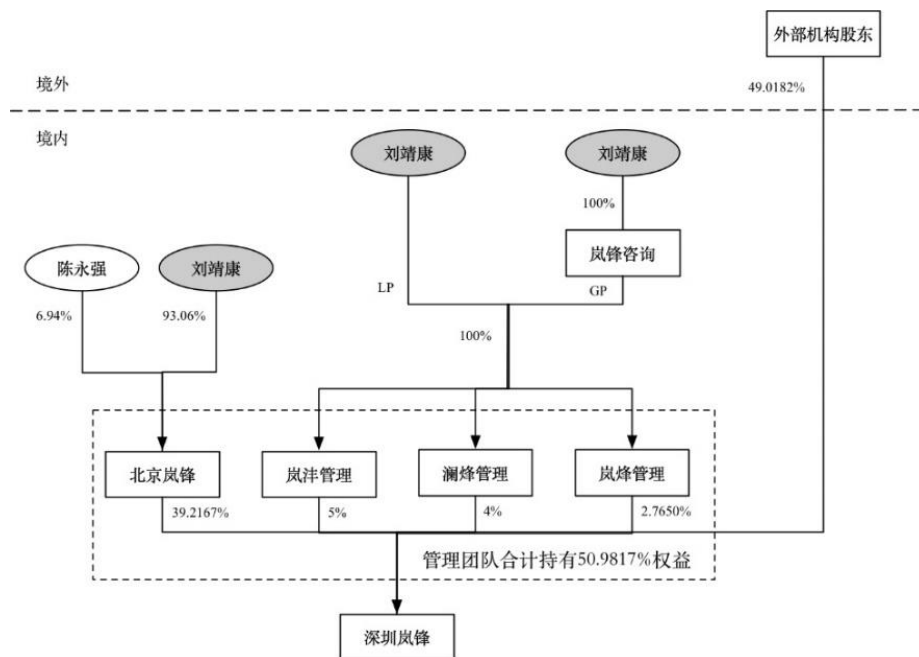 外部机构股东
境外
49.0182%
境内
刘靖康
刘靖康
100%
岚锋咨询
陈永强
刘靖康
LP
GP
6.94%
93.06%
100%
北京岚锋
岚沣管理
澜烽管理
岚烽管理
39.2167%
5%
4%
2.7650%
管理团队合计持有50.9817%权益
深圳岚锋